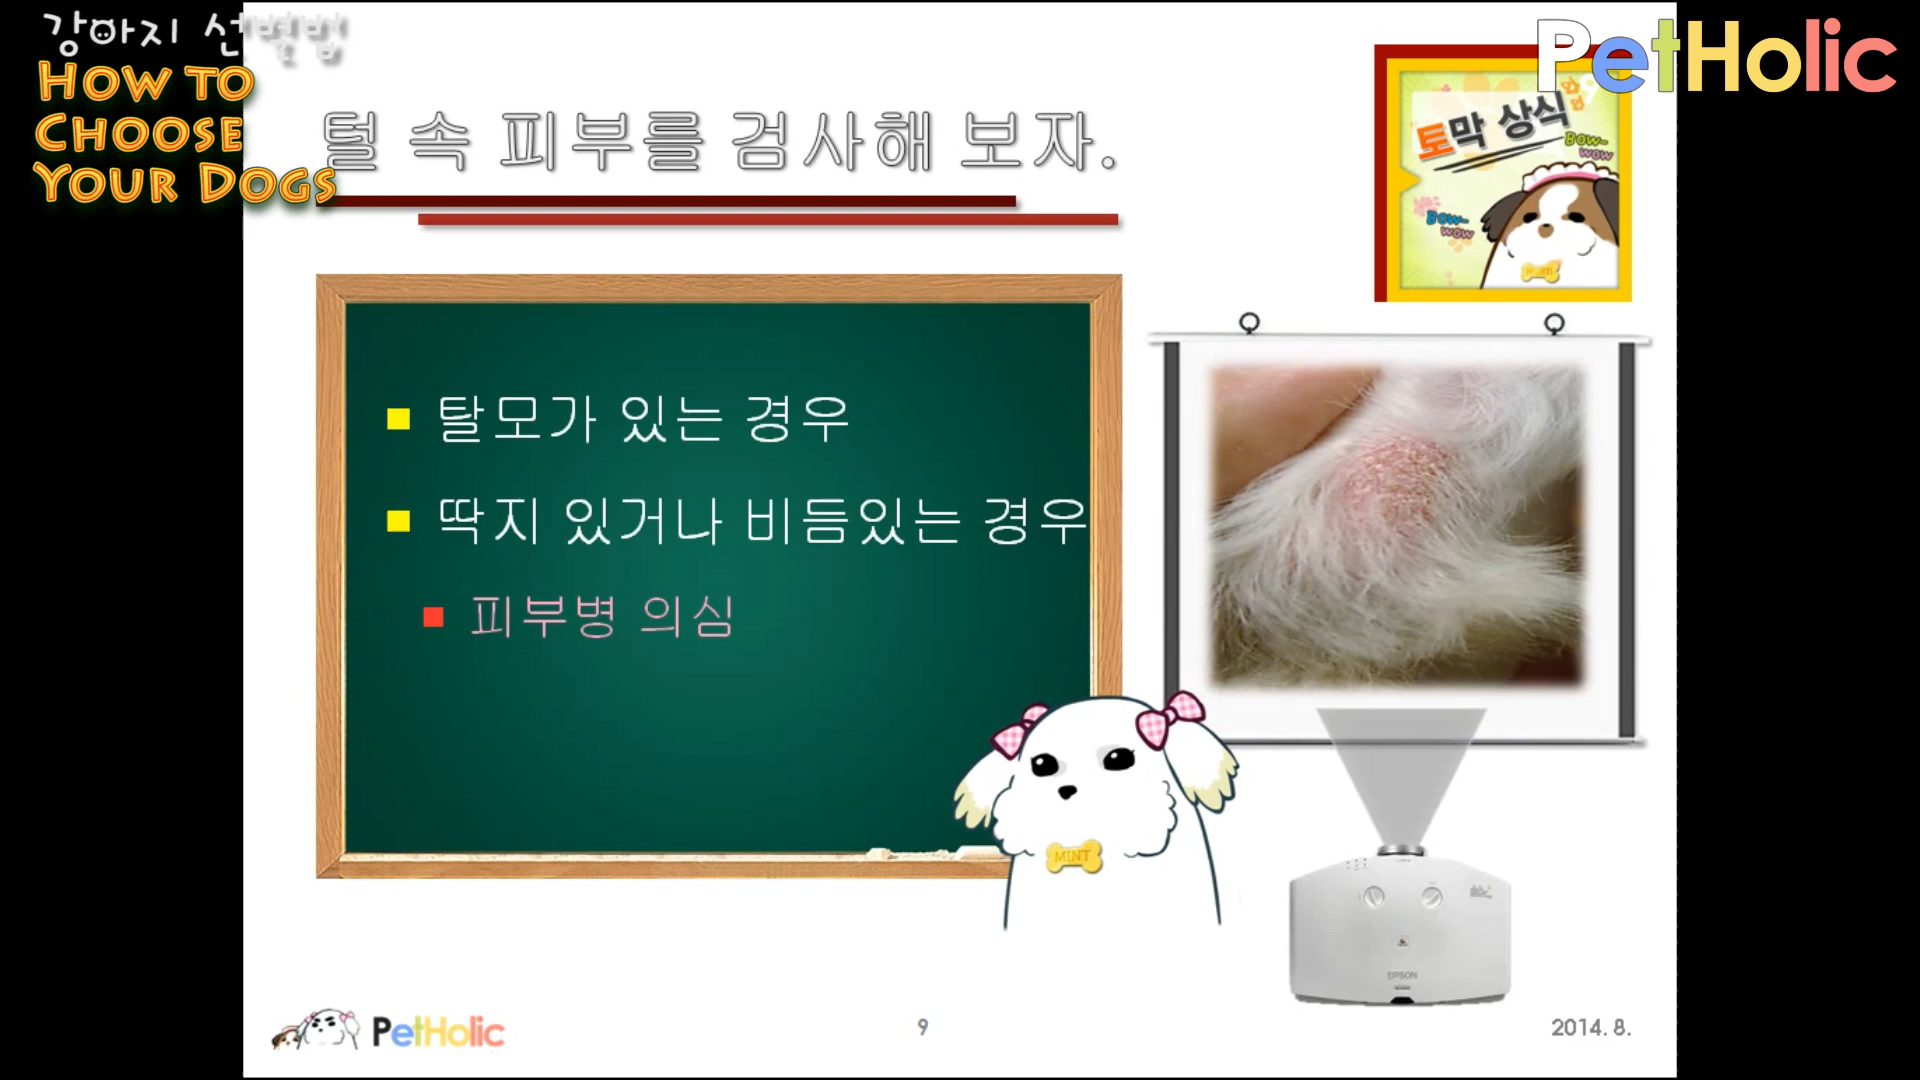 강아지 선별법
HOW TO
CHOOSE
YOUR DOGS
PetHolic
털 속 피부를 검사해 보자.
토막 상식
BOW-
WOW
BOW-
WOW
탈모가 있는 경우
딱지 있거나 비듬있는 경우
피부병 의심
MINT
EPSON
PetHolic
9
2014. 8.